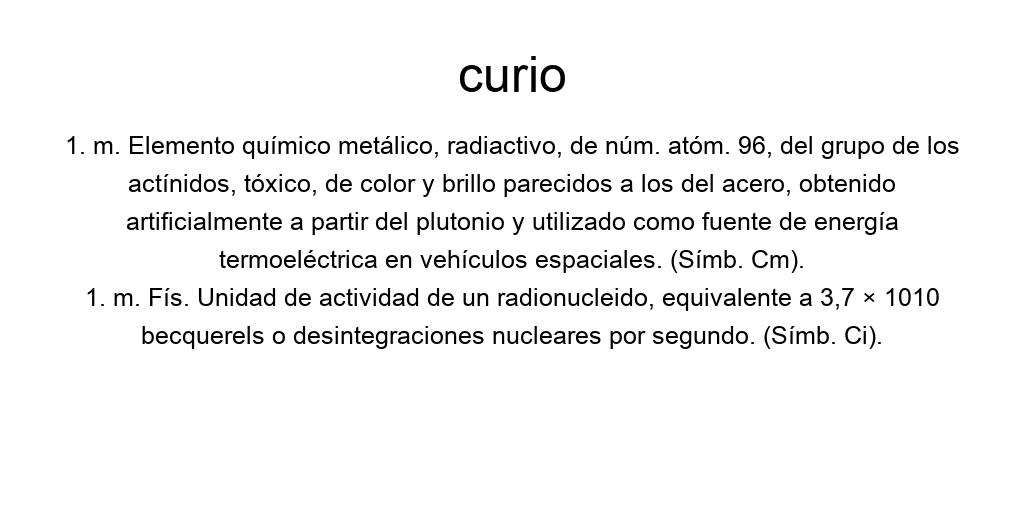 curio
1. m. Elemento químico metálico, radiactivo, de núm. atóm. 96, del grupo de los
actínidos, tóxico, de color y brillo parecidos a los del acero, obtenido
artificialmente a partir del plutonio y utilizado como fuente de energía
termoeléctrica en vehículos espaciales. (Símb. Cm).
1. m. Fís. Unidad de actividad de un radionucleido, equivalente a 3,7 × 1010
becquerels o desintegraciones nucleares por segundo. (Símb. Ci).